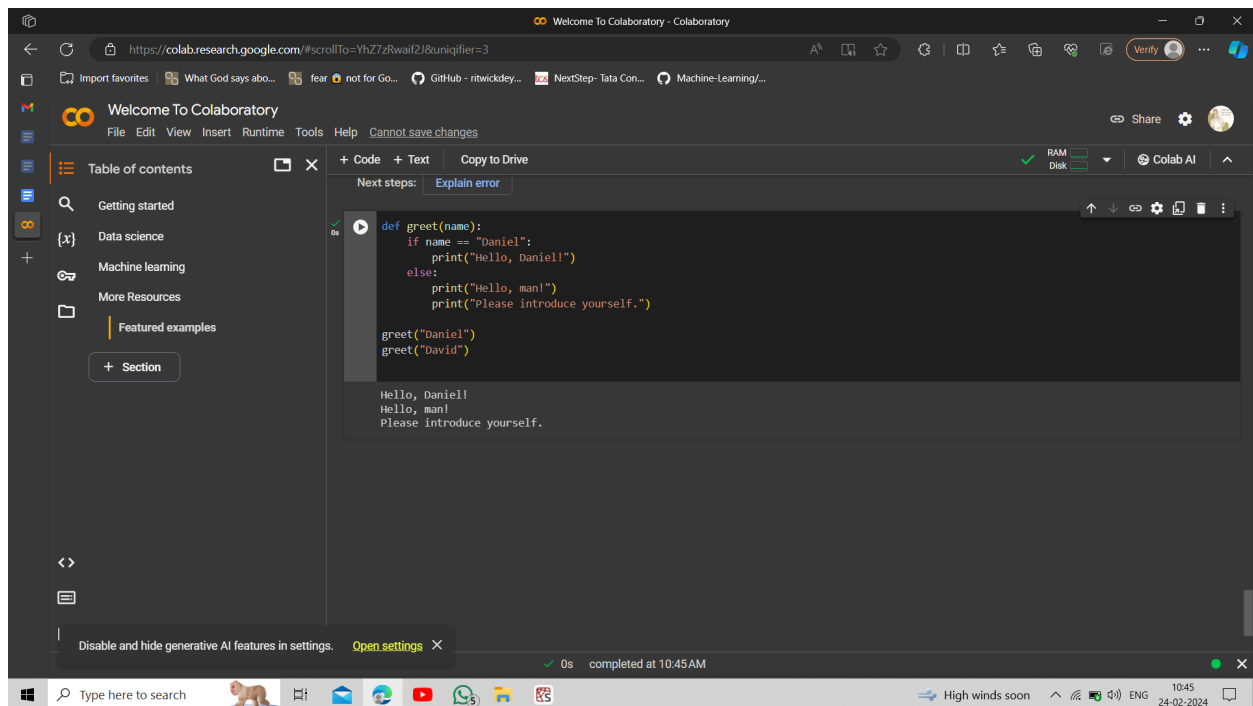 Welcome To Colaboratory - Colaboratory
https://colab.research.google.com/#scrollTo=YhZ7zRwaif2J&uniqifier=3
Verify
Import favorites
What God says abo...
fear 😨 not for Go...
GitHub - ritwickdey...
NextStep- Tata Con...
Machine-Learning/...
Welcome To Colaboratory
File Edit View Insert Runtime Tools Help Cannot save changes
Share
Table of contents
Getting started
Data science
Machine learning
More Resources
Featured examples
+ Section
+ Code + Text Copy to Drive
RAM
Disk
Colab AI
Next steps: Explain error
0s
def greet(name):
    if name == "Daniel":
        print("Hello, Daniel!")
    else:
        print("Hello, man!")
        print("Please introduce yourself.")

greet("Daniel")
greet("David")
Hello, Daniel!
Hello, man!
Please introduce yourself.
{x}
Disable and hide generative AI features in settings. Open settings
0s completed at 10:45 AM
Type here to search
5
High winds soon
ENG
10:45
24-02-2024